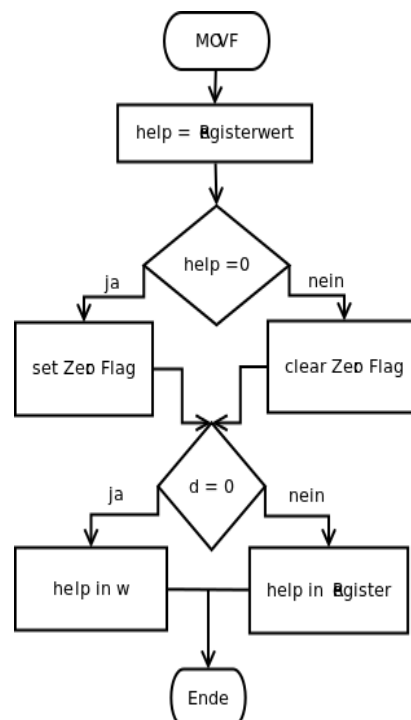 MOVF
help = Registerwert
help =0
ja
nein
set Zero Flag
clear Zero Flag
d = 0
ja
nein
help in w
help in Register
Ende